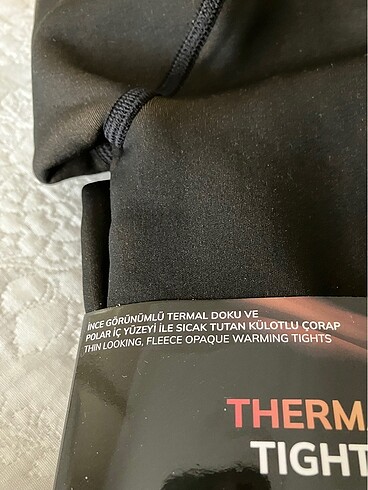 İNCE GÖRÜNÜMLÜ TERMAL DOKU VE
POLAR İÇ YÜZEYİ İLE SICAK TUTAN KÜLOTLU ÇORAP
THIN LOOKING, FLEECE OPAQUE WARMING TIGHTS
THERMA
TIGHT